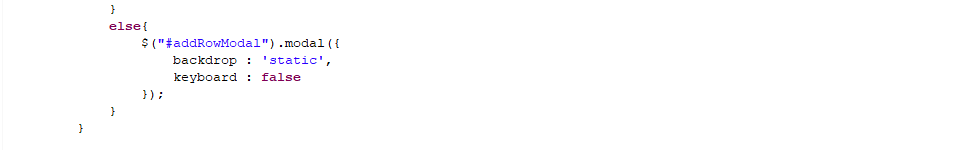 }
else{
$("#addRowModal").modal({
backdrop : 'static',
keyboard : false
});
}
}